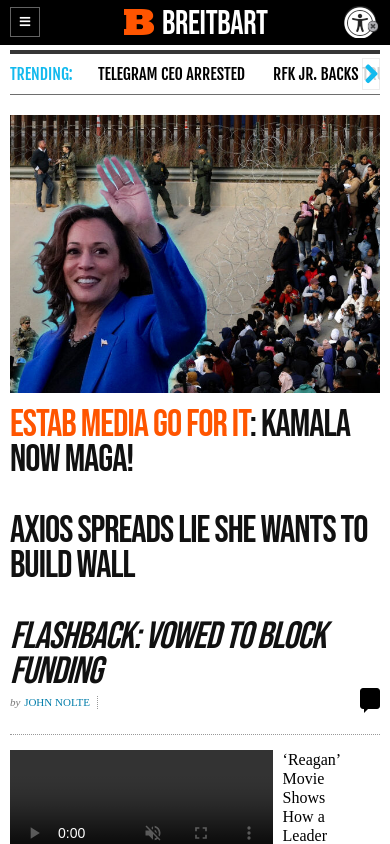 BREITBART
TRENDING: TELEGRAM CEO ARRESTED RFK JR. BACKS
ESTAB MEDIA GO FOR IT: KAMALA
NOW MAGA!
AXIOS SPREADS LIE SHE WANTS TO
BUILD WALL
FLASHBACK: VOWED TO BLOCK
FUNDING
by JOHN NOLTE
‘Reagan’
Movie
Shows
How a
Leader
0:00